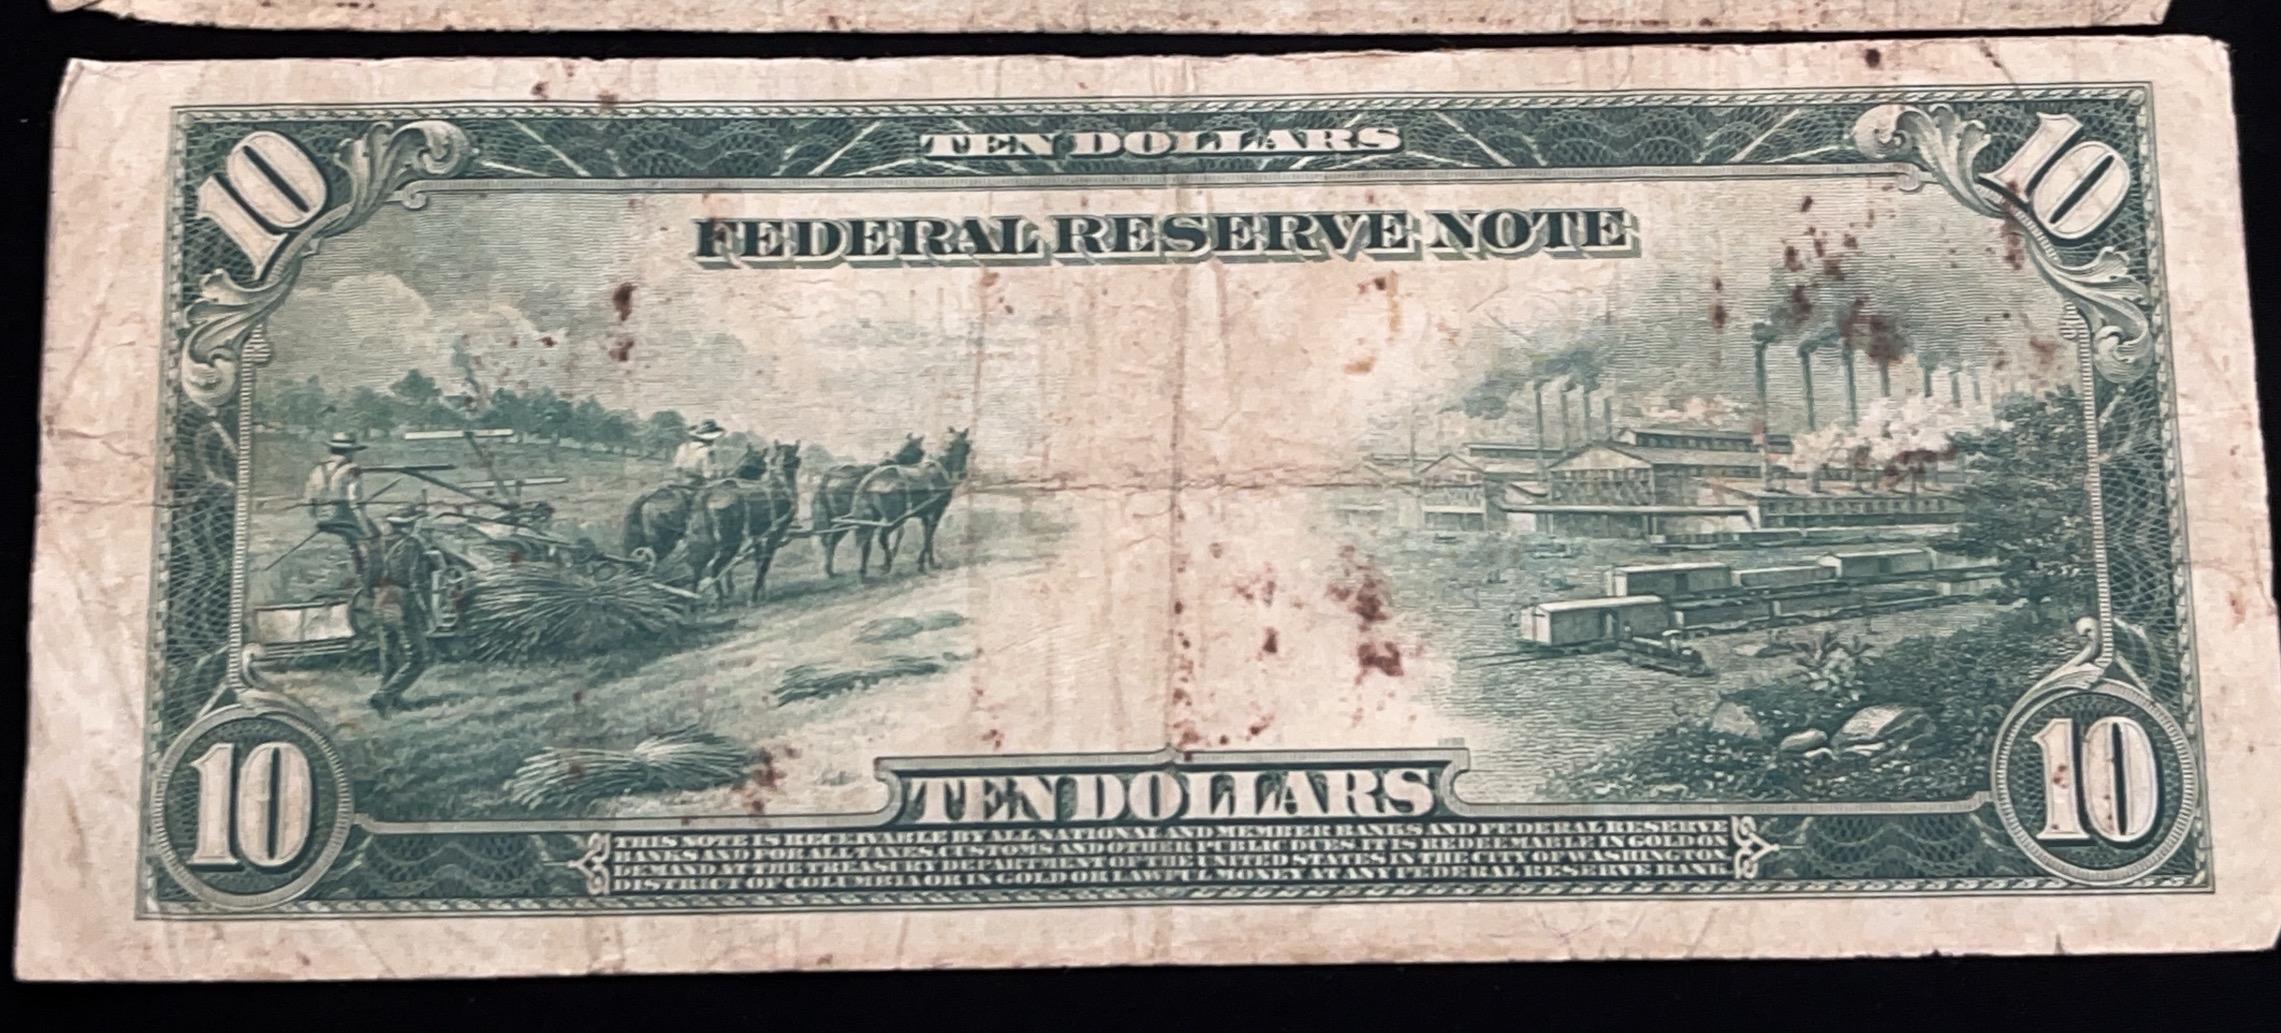 10 TEN DOLLARS 10
FEDERAL RESERVE NOTE
10 TEN DOLLARS 10
THIS NOTE IS RECEIVABLE BY ALL NATIONAL AND MEMBER BANKS AND FEDERAL RESERVE
BANKS AND FOR ALL TAXES, CUSTOMS AND OTHER PUBLIC DUES. IT IS REDEEMABLE IN GOLD ON
DEMAND AT THE TREASURY DEPARTMENT OF THE UNITED STATES IN THE CITY OF WASHINGTON
DISTRICT OF COLUMBIA OR IN GOLD OR LAWFUL MONEY AT ANY FEDERAL RESERVE BANK.